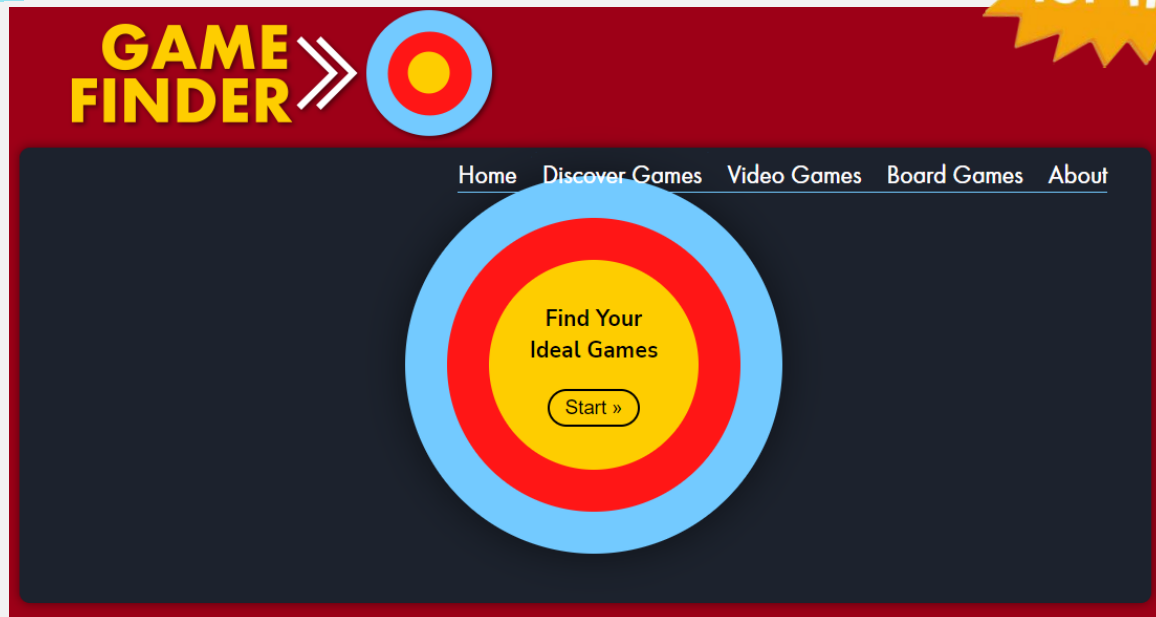 GAME
FINDER
Home Discover Games Video Games Board Games About
Find Your
Ideal Games
Start »